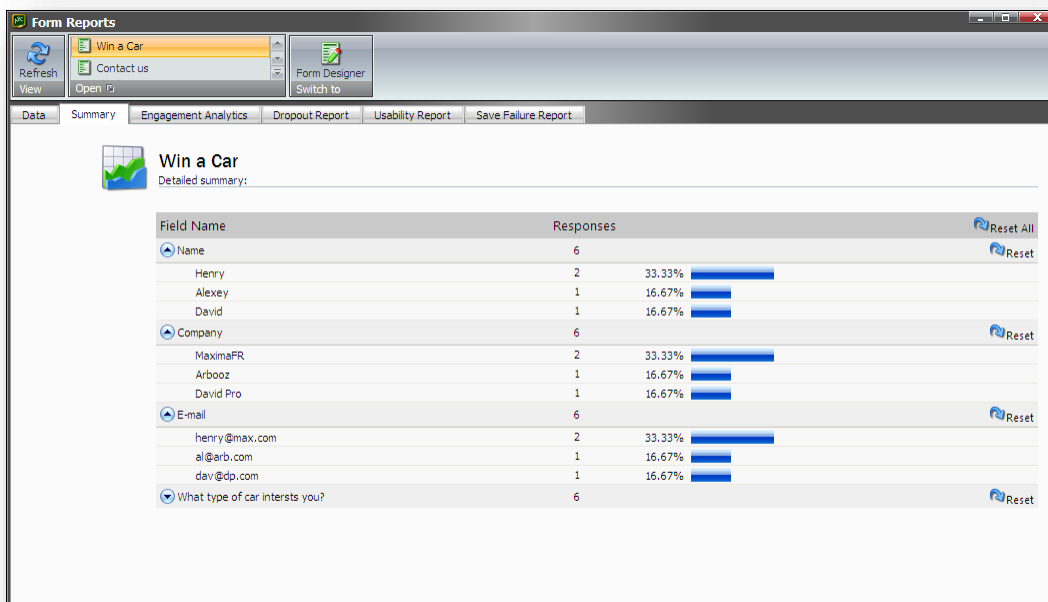 Form Reports
Win a Car
Contact us
Refresh
Form Designer
View
Open
Switch to
Data Summary Engagement Analytics Dropout Report Usability Report Save Failure Report
Win a Car
Detailed summary:
Field Name Responses Reset All
Name 6 Reset
Henry 2 33.33%
Alexey 1 16.67%
David 1 16.67%
Company 6 Reset
MaximaFR 2 33.33%
Arbooz 1 16.67%
David Pro 1 16.67%
E-mail 6 Reset
henry@max.com 2 33.33%
al@arb.com 1 16.67%
dav@dp.com 1 16.67%
What type of car intersts you? 6 Reset